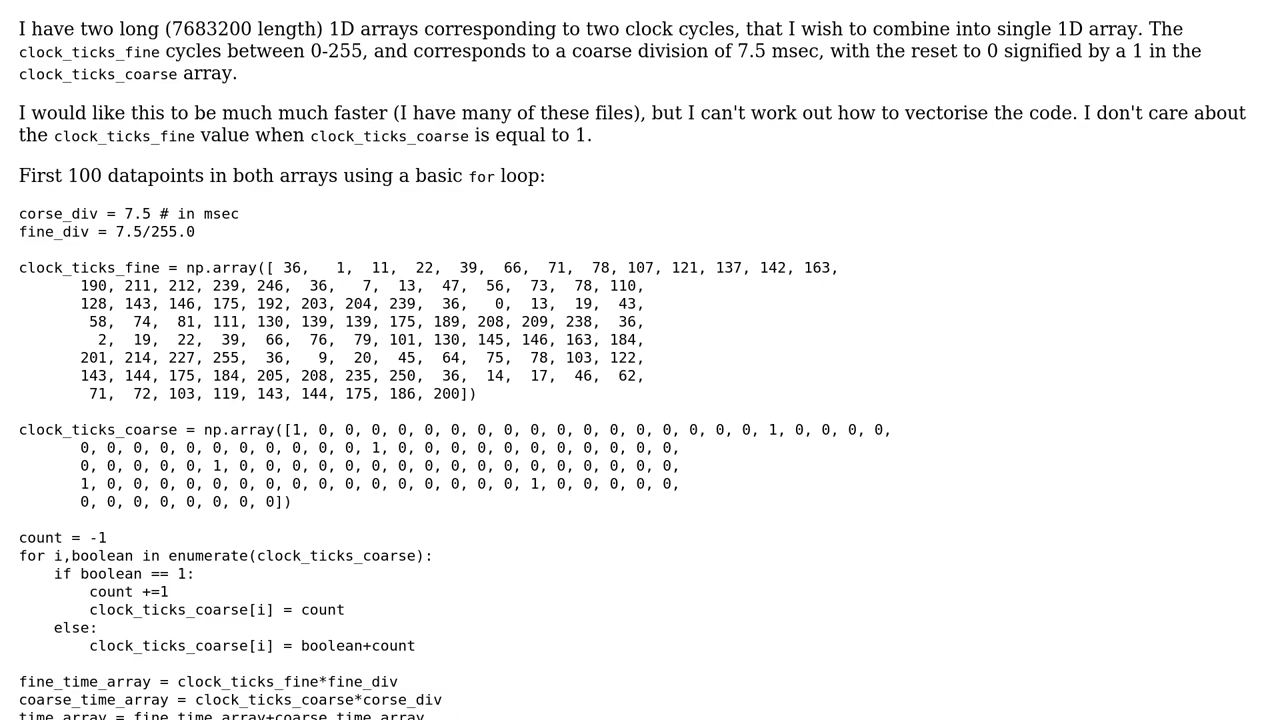 I have two long (7683200 length) 1D arrays corresponding to two clock cycles, that I wish to combine into single 1D array. The
clock_ticks_fine cycles between 0-255, and corresponds to a coarse division of 7.5 msec, with the reset to 0 signified by a 1 in the
clock_ticks_coarse array.
I would like this to be much much faster (I have many of these files), but I can't work out how to vectorise the code. I don't care about
the clock_ticks_fine value when clock_ticks_coarse is equal to 1.
First 100 datapoints in both arrays using a basic for loop:
corse_div = 7.5 # in msec
fine_div = 7.5/255.0
clock_ticks_fine = np.array([ 36,   1,  11,  22,  39,  66,  71,  78, 107, 121, 137, 142, 163,
       190, 211, 212, 239, 246,  36,   7,  13,  47,  56,  73,  78, 110,
       128, 143, 146, 175, 192, 203, 204, 239,  36,   0,  13,  19,  43,
        58,  74,  81, 111, 130, 139, 139, 175, 189, 208, 209, 238,  36,
         2,  19,  22,  39,  66,  76,  79, 101, 130, 145, 146, 163, 184,
       201, 214, 227, 255,  36,   9,  20,  45,  64,  75,  78, 103, 122,
       143, 144, 175, 184, 205, 208, 235, 250,  36,  14,  17,  46,  62,
        71,  72, 103, 119, 143, 144, 175, 186, 200])
clock_ticks_coarse = np.array([1, 0, 0, 0, 0, 0, 0, 0, 0, 0, 0, 0, 0, 0, 0, 0, 0, 0, 1, 0, 0, 0, 0,
       0, 0, 0, 0, 0, 0, 0, 0, 0, 0, 0, 1, 0, 0, 0, 0, 0, 0, 0, 0, 0, 0, 0,
       0, 0, 0, 0, 0, 1, 0, 0, 0, 0, 0, 0, 0, 0, 0, 0, 0, 0, 0, 0, 0, 0, 0,
       1, 0, 0, 0, 0, 0, 0, 0, 0, 0, 0, 0, 0, 0, 0, 0, 0, 1, 0, 0, 0, 0, 0,
       0, 0, 0, 0, 0, 0, 0, 0])
count = -1
for i,boolean in enumerate(clock_ticks_coarse):
    if boolean == 1:
        count +=1
        clock_ticks_coarse[i] = count
    else:
        clock_ticks_coarse[i] = boolean+count
fine_time_array = clock_ticks_fine*fine_div
coarse_time_array = clock_ticks_coarse*corse_div
time_array = fine_time_array+coarse_time_array